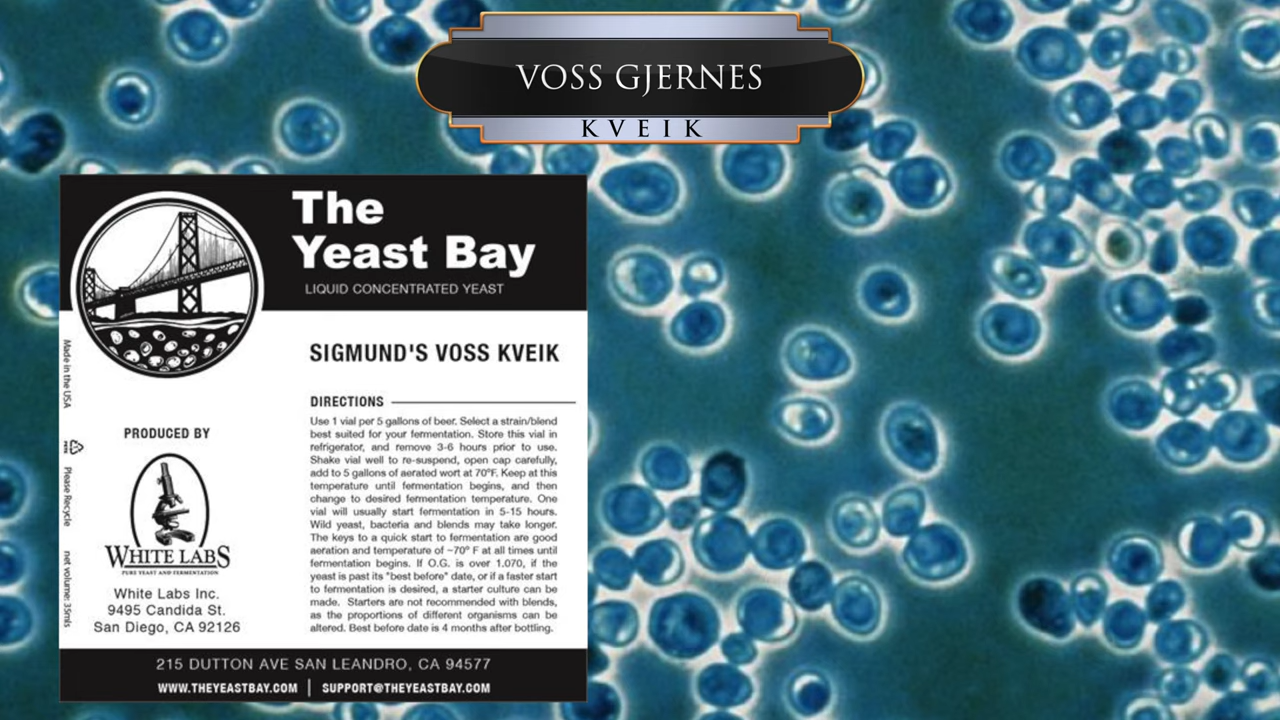 VOSS GJERNES
KVEIK
The
Yeast Bay
LIQUID CONCENTRATED YEAST
SIGMUND'S VOSS KVEIK
DIRECTIONS
Use 1 vial per 5 gallons of beer. Select a strain/blend
best suited for your fermentation. Store this vial in
refrigerator, and remove 3-6 hours prior to use.
Shake vial well to re-suspend, open cap carefully,
add to 5 gallons of aerated wort at 70ºF. Keep at this
temperature until fermentation begins, and then
change to desired fermentation temperature. One
vial will usually start fermentation in 5-15 hours.
Wild yeast, bacteria and blends may take longer.
The keys to a quick start to fermentation are good
aeration and temperature of ~70º F at all times until
fermentation begins. If O.G. is over 1.070, if the
yeast is past its "best before" date, or if a faster start
to fermentation is desired, a starter culture can be
made. Starters are not recommended with blends,
as the proportions of different organisms can be
altered. Best before date is 4 months after bottling.
Made in the USA
Please Recycle
net volume: 35mls
PRODUCED BY
WHITE LABS
PURE YEAST AND FERMENTATION
White Labs Inc.
9495 Candida St.
San Diego, CA 92126
215 DUTTON AVE SAN LEANDRO, CA 94577
WWW.THEYEASTBAY.COM | SUPPORT@THEYEASTBAY.COM